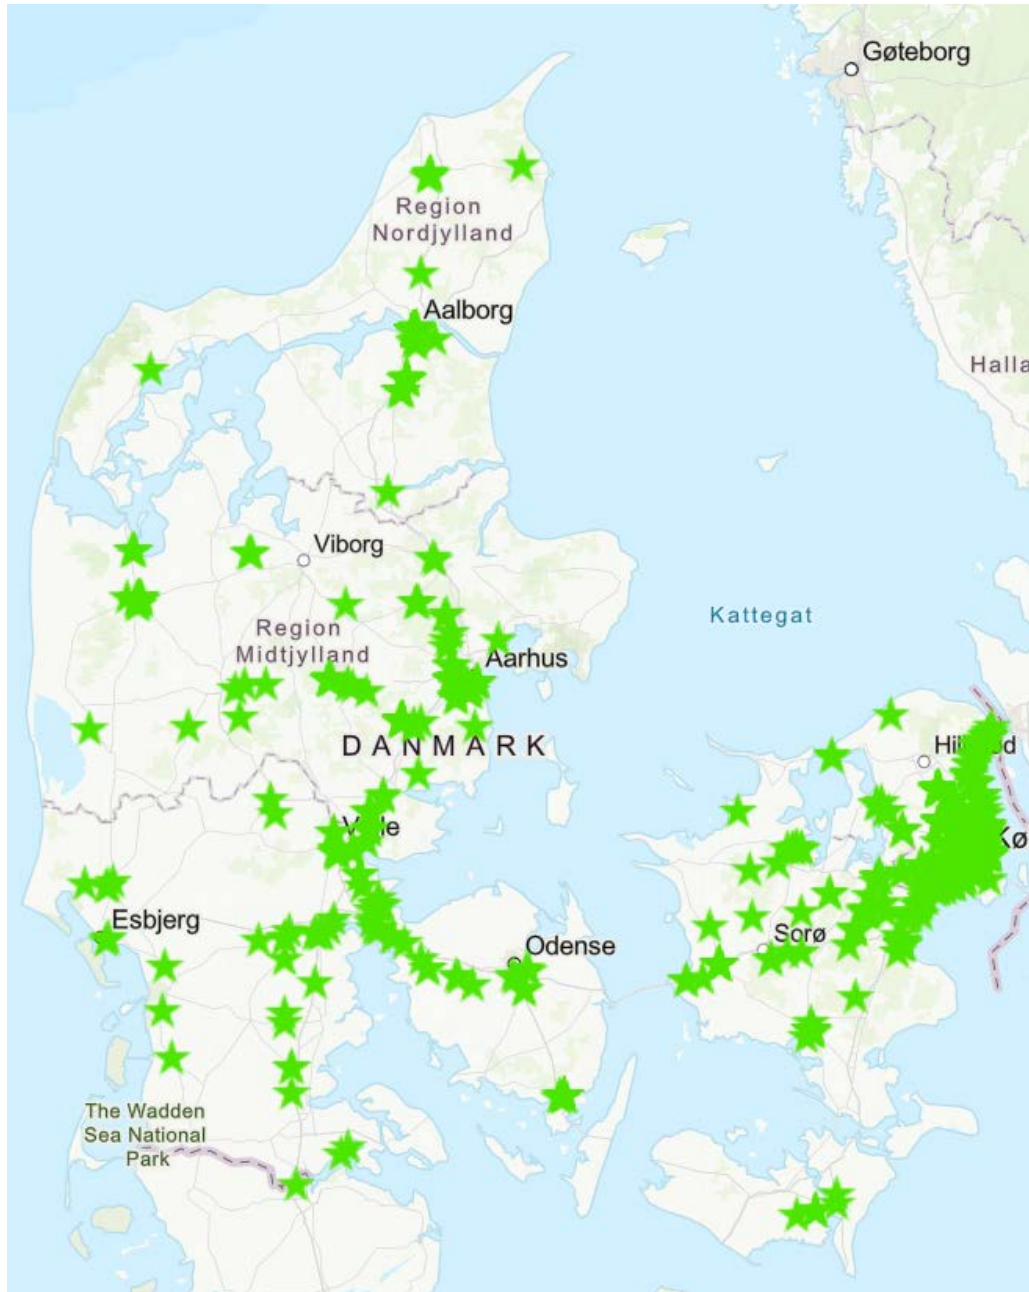 Gøteborg
Region
Nordjylland
Aalborg
Halla
Viborg
Kattegat
Region
Midtjylland
Aarhus
DANMARK
Esbjerg
Sorø
Odense
The Wadden
Sea National
Park